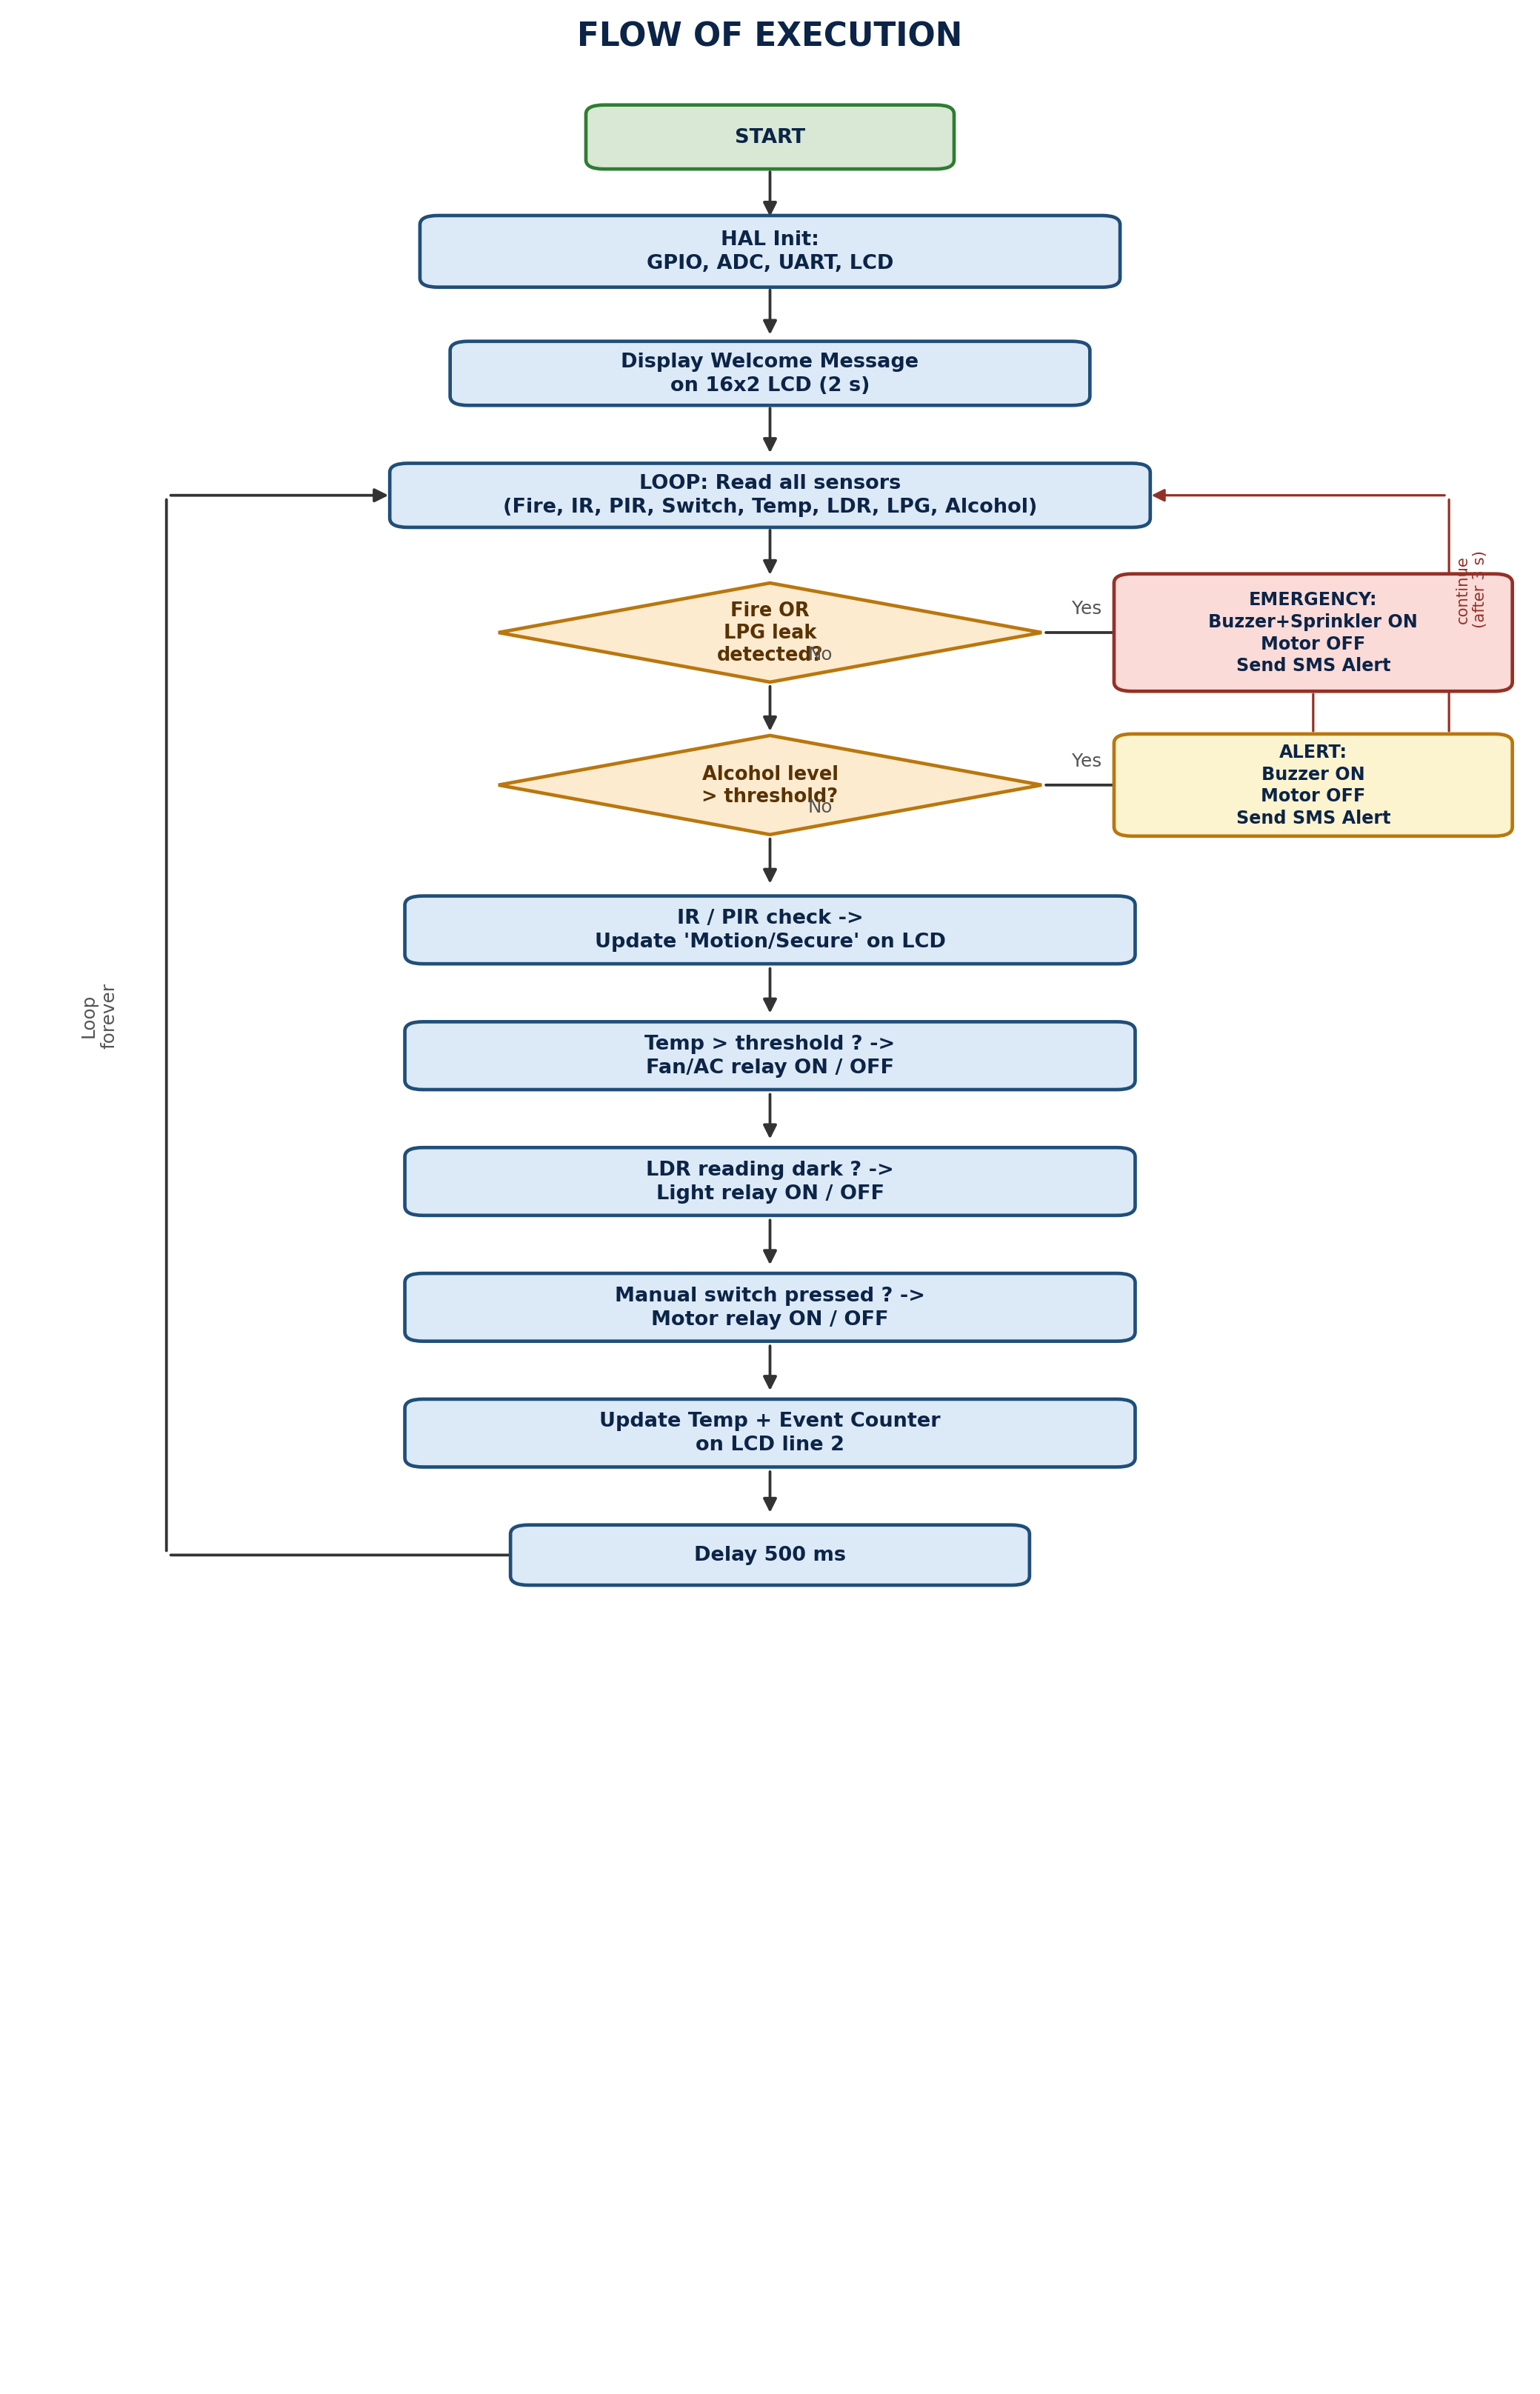 FLOW OF EXECUTION
START
HAL Init:
GPIO, ADC, UART, LCD
Display Welcome Message
on 16x2 LCD (2 s)
LOOP: Read all sensors
(Fire, IR, PIR, Switch, Temp, LDR, LPG, Alcohol)
Fire OR
LPG leak
detected?
No
Yes
EMERGENCY:
Buzzer+Sprinkler ON
Motor OFF
Send SMS Alert
continue
(after 3 s)
Alcohol level
> threshold?
No
Yes
ALERT:
Buzzer ON
Motor OFF
Send SMS Alert
IR / PIR check ->
Update 'Motion/Secure' on LCD
Temp > threshold ? ->
Fan/AC relay ON / OFF
LDR reading dark ? ->
Light relay ON / OFF
Manual switch pressed ? ->
Motor relay ON / OFF
Update Temp + Event Counter
on LCD line 2
Delay 500 ms
Loop
forever